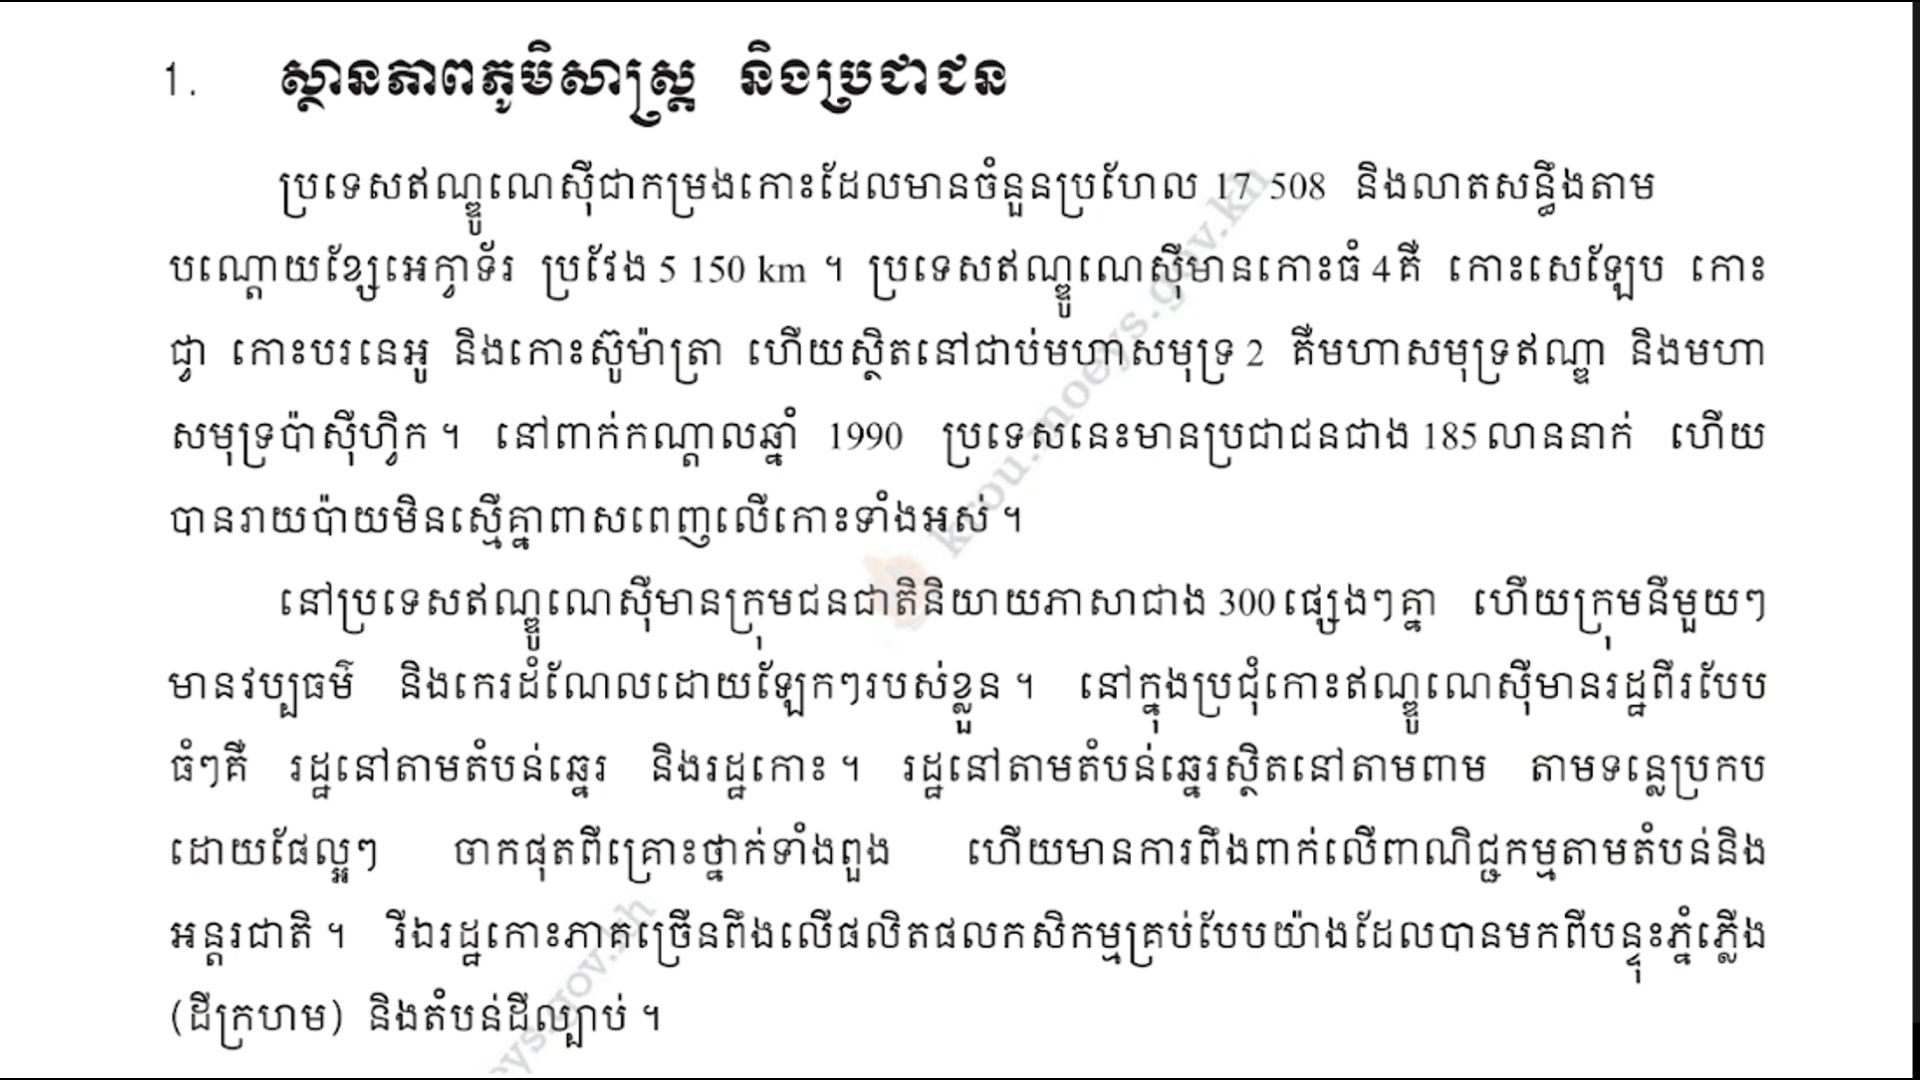 1. ស្ថានភាពភូមិសាស្ត្រ និងប្រជាជន
ប្រទេសឥណ្ឌូណេស៊ីជាកម្រងកោះដែលមានចំនួនប្រហែល 17 508 និងលាតសន្ធឹងតាម
បណ្ដោយខ្សែអេក្វាទ័រ ប្រវែង 5 150 km ។ ប្រទេសឥណ្ឌូណេស៊ីមានកោះធំ 4 គឺ កោះសេឡែប កោះ
ជ្វា កោះបរនេអូ និងកោះស៊ូម៉ាត្រា ហើយស្ថិតនៅជាប់មហាសមុទ្រ 2 គឺមហាសមុទ្រឥណ្ឌា និងមហា
សមុទ្រប៉ាស៊ីហ្វិក ។ នៅពាក់កណ្ដាលឆ្នាំ 1990 ប្រទេសនេះមានប្រជាជនជាង 185 លាននាក់ ហើយ
បានរាយប៉ាយមិនស្មើគ្នាពាសពេញលើកោះទាំងអស់ ។
នៅប្រទេសឥណ្ឌូណេស៊ីមានក្រុមជនជាតិនិយាយភាសាជាង 300 ផ្សេងៗគ្នា ហើយក្រុមនីមួយៗ
មានវប្បធម៌ និងកេរដំណែលដោយឡែកៗរបស់ខ្លួន ។ នៅក្នុងប្រជុំកោះឥណ្ឌូណេស៊ីមានរដ្ឋពីរបែប
ធំៗគឺ រដ្ឋនៅតាមតំបន់ឆ្នេរ និងរដ្ឋកោះ ។ រដ្ឋនៅតាមតំបន់ឆ្នេរស្ថិតនៅតាមពាម តាមទន្លេប្រកប
ដោយផែល្អៗ ចាកផុតពីគ្រោះថ្នាក់ទាំងពួង ហើយមានការពឹងពាក់លើពាណិជ្ជកម្មតាមតំបន់និង
អន្តរជាតិ ។ រីឯរដ្ឋកោះភាគច្រើនពឹងលើផលិតផលកសិកម្មគ្រប់បែបយ៉ាងដែលបានមកពីបន្ទុះភ្នំភ្លើង
(ដីក្រហម) និងតំបន់ដីល្បាប់ ។
krou.moeys.gov.kh
eys.gov.kh